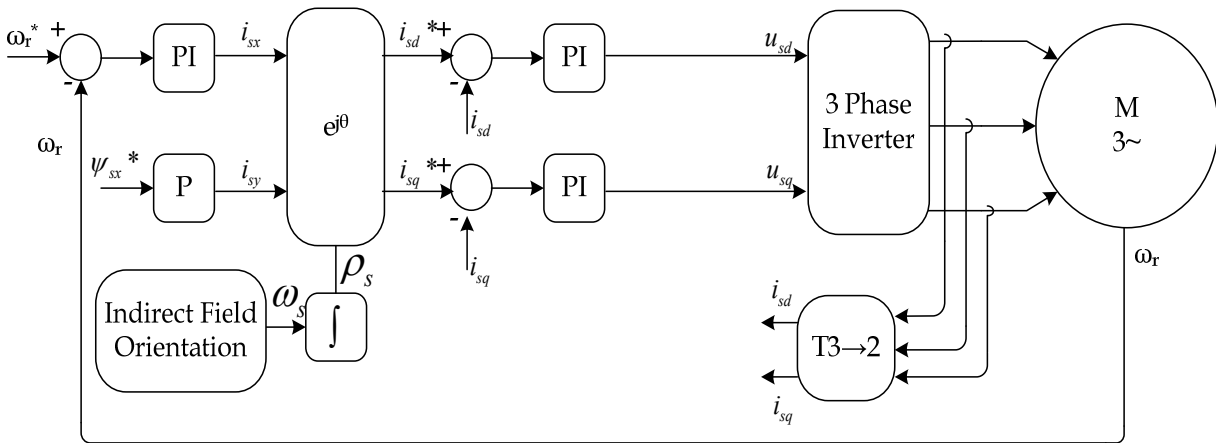 ωr* +
-
PI
isx
ejθ
isd *+
-
isd
PI
usd
3 Phase
Inverter
M
3~
ωr
ψsx*
P
isy
isq *+
-
isq
PI
usq
ωr
ρs
Indirect Field
Orientation
ωs
∫
isd
T3→2
isq